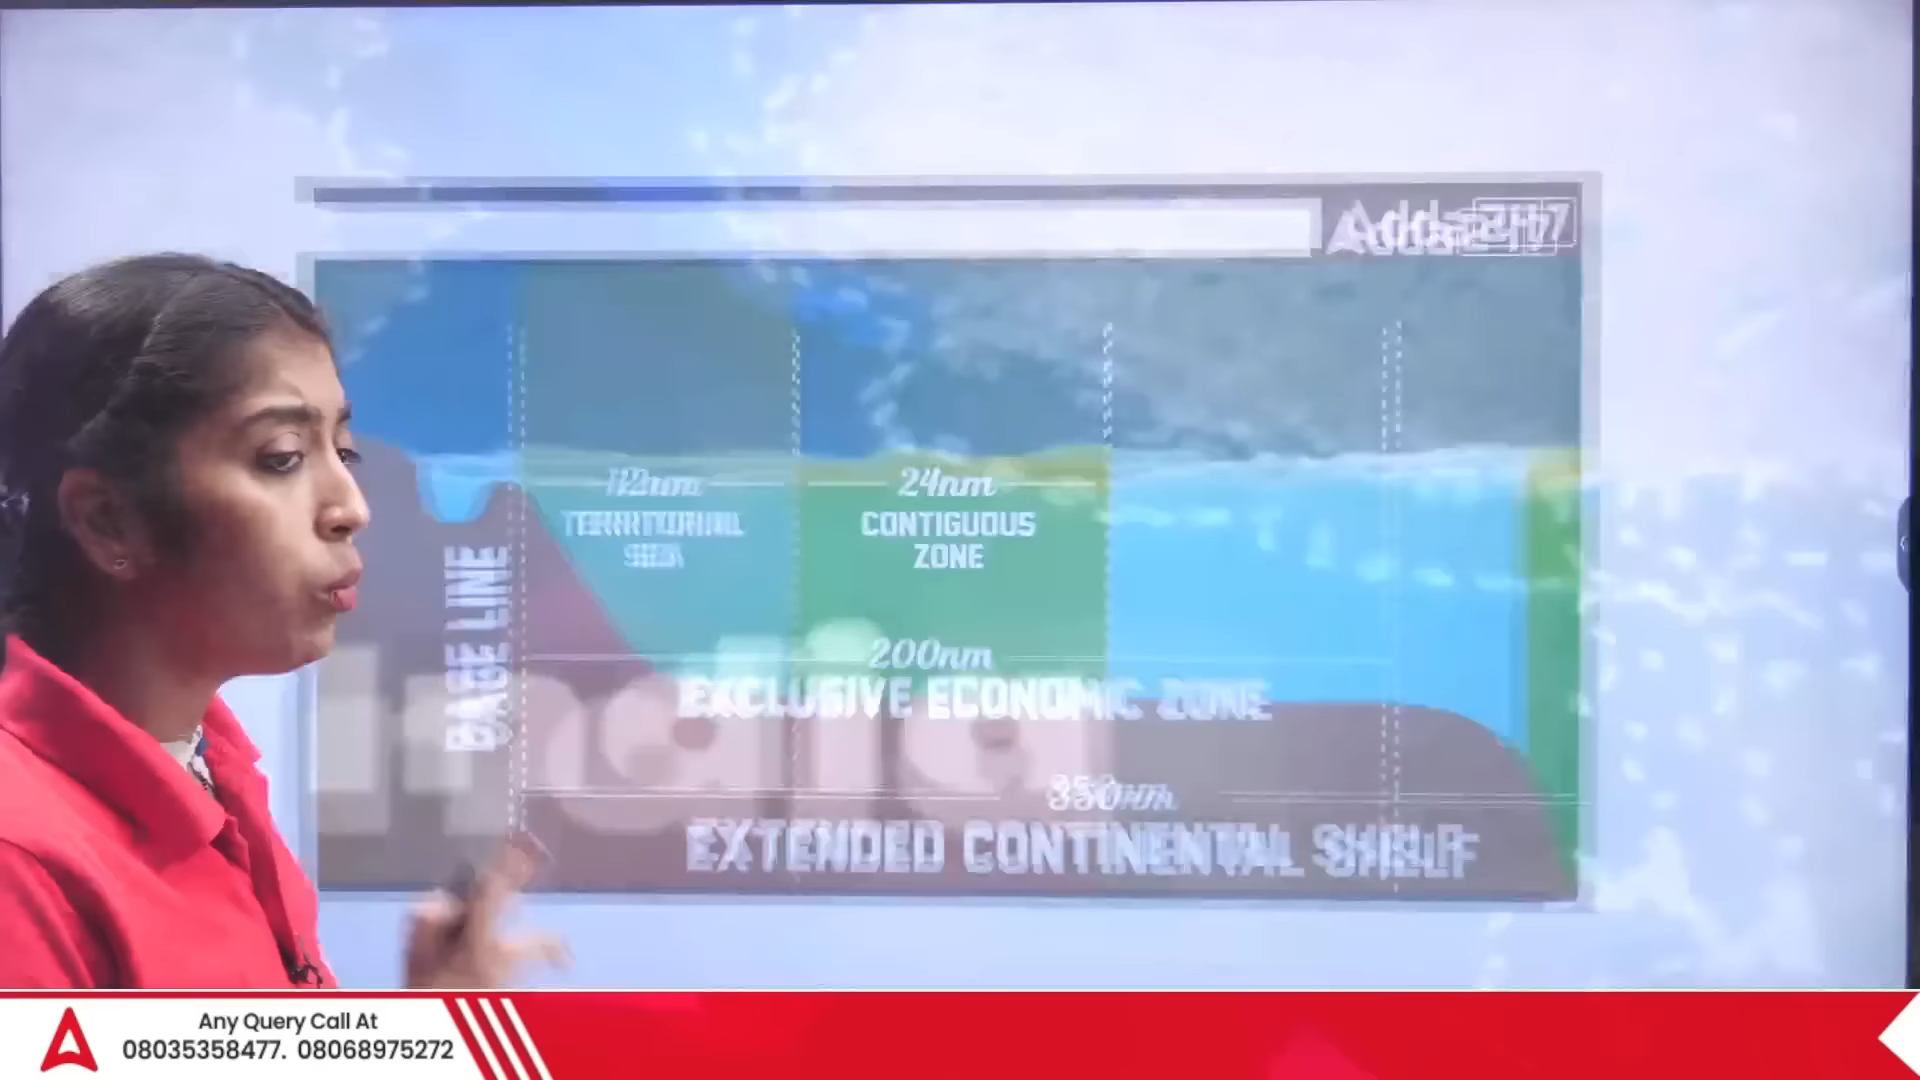 Adda247
12nm
24nm
TERRITORIAL
SEA
CONTIGUOUS
ZONE
BASE LINE
200nm
EXCLUSIVE ECONOMIC ZONE
350nm
EXTENDED CONTINENTAL SHELF
India
Any Query Call At
08035358477. 08068975272